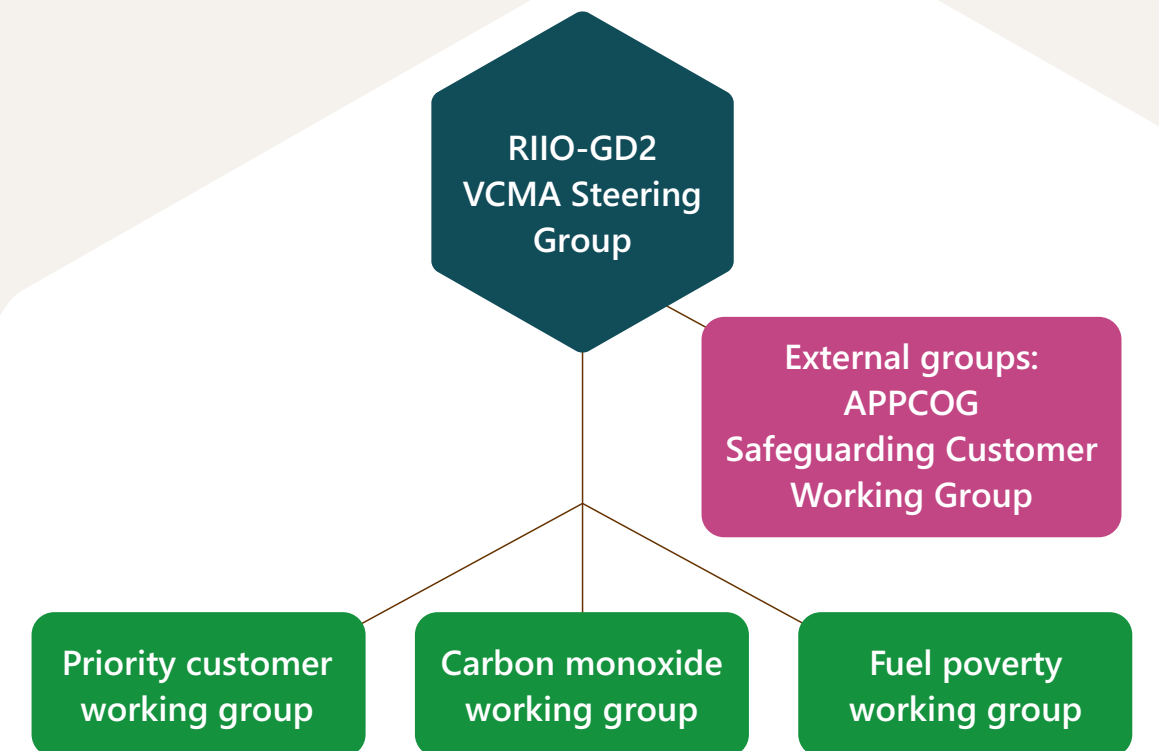 RIIO-GD2
VCMA Steering
Group
External groups:
APPCOG
Safeguarding Customer
Working Group
Priority customer
working group
Carbon monoxide
working group
Fuel poverty
working group